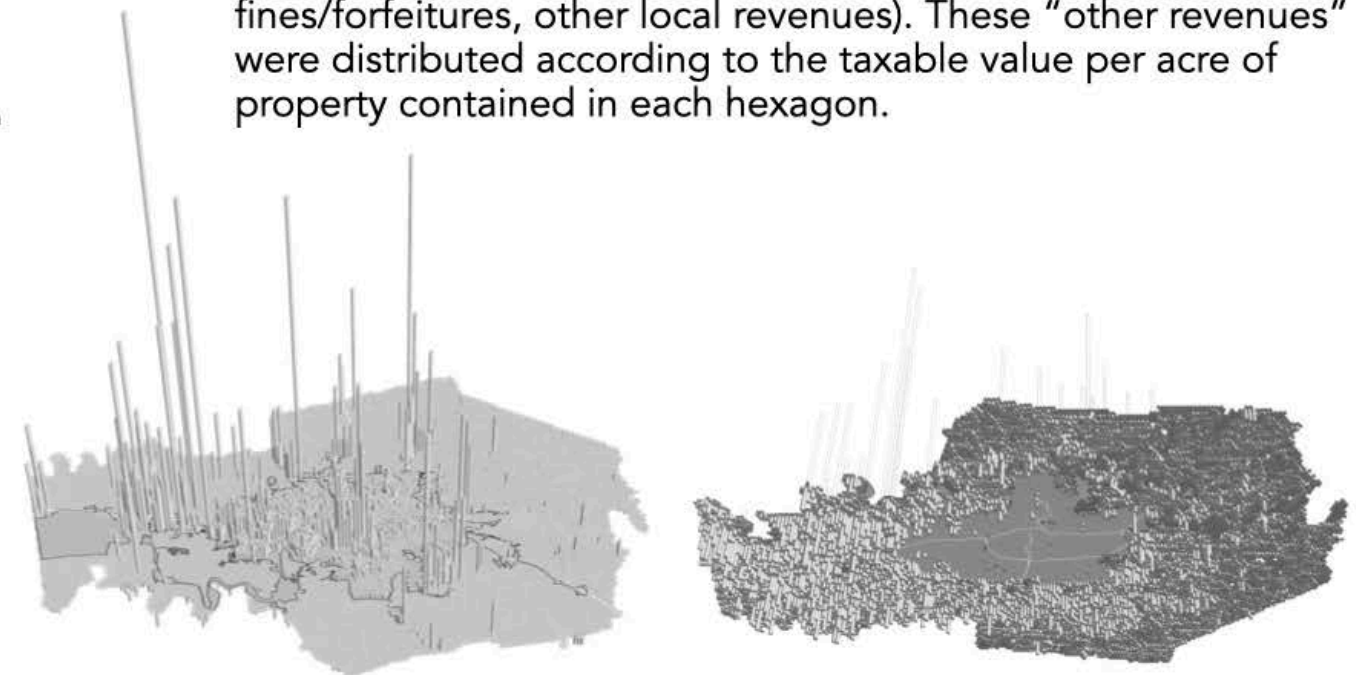 fines/forfeitures, other local revenues). These “other revenues”
were distributed according to the taxable value per acre of
property contained in each hexagon.